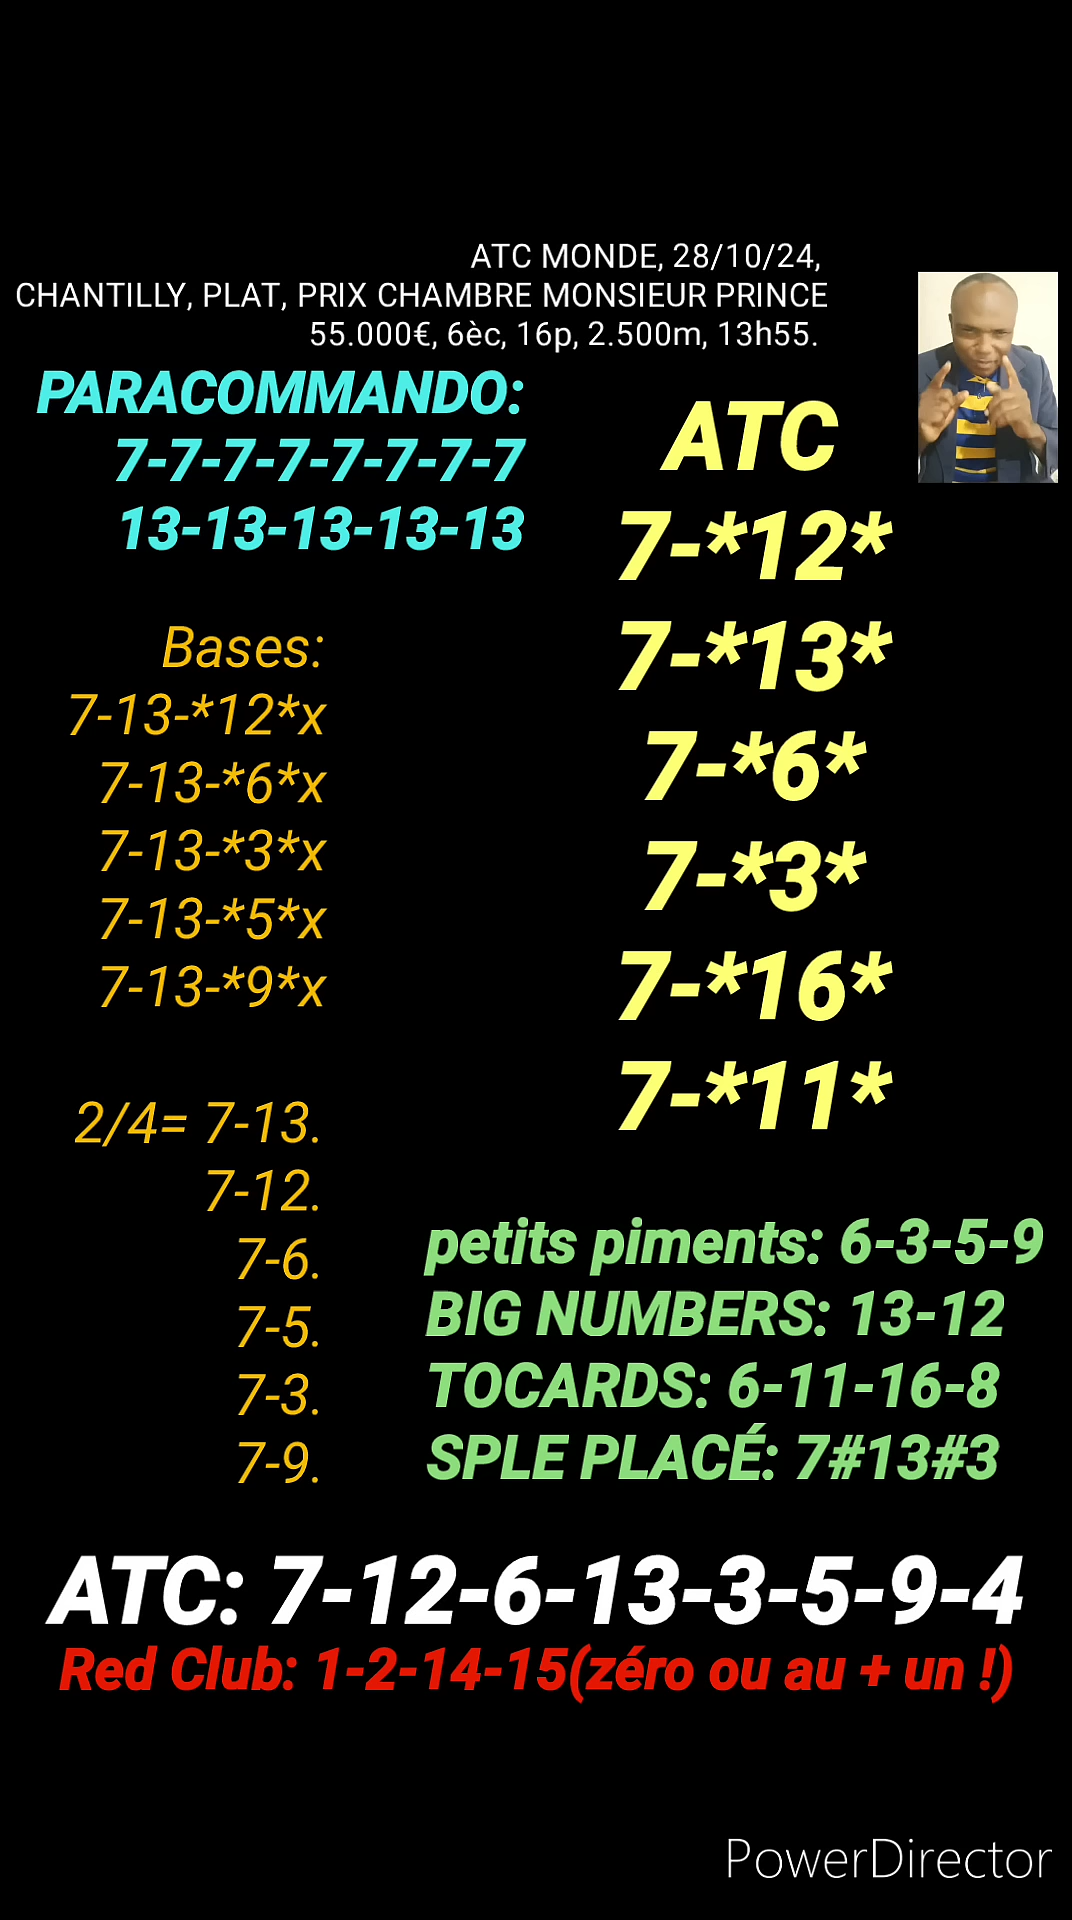 ATC MONDE, 28/10/24,
CHANTILLY, PLAT, PRIX CHAMBRE MONSIEUR PRINCE
55.000€, 6èc, 16p, 2.500m, 13h55.
PARACOMMANDO:
7-7-7-7-7-7-7-7
13-13-13-13-13
Bases:
7-13-*12*x
7-13-*6*x
7-13-*3*x
7-13-*5*x
7-13-*9*x
2/4= 7-13.
7-12.
7-6.
7-5.
7-3.
7-9.
ATC
7-*12*
7-*13*
7-*6*
7-*3*
7-*16*
7-*11*
petits piments: 6-3-5-9
BIG NUMBERS: 13-12
TOCARDS: 6-11-16-8
SPLE PLACÉ: 7#13#3
ATC: 7-12-6-13-3-5-9-4
Red Club: 1-2-14-15(zéro ou au + un !)
PowerDirector